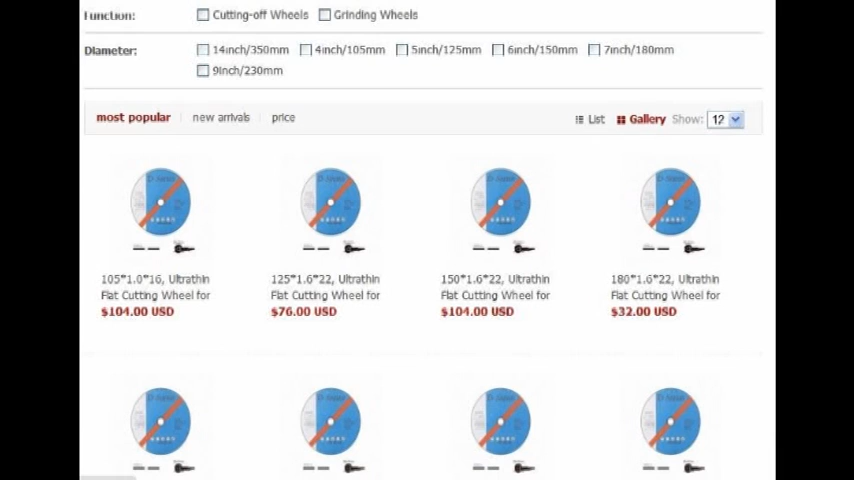 Function: Cutting-off Wheels Grinding Wheels
Diameter: 14inch/350mm 4inch/105mm 5inch/125mm 6inch/150mm 7inch/180mm
9inch/230mm
most popular new arrivals price List Gallery Show: 12
105*1.0*16, Ultrathin
Flat Cutting Wheel for
$104.00 USD
125*1.6*22, Ultrathin
Flat Cutting Wheel for
$76.00 USD
150*1.6*22, Ultrathin
Flat Cutting Wheel for
$104.00 USD
180*1.6*22, Ultrathin
Flat Cutting Wheel for
$32.00 USD